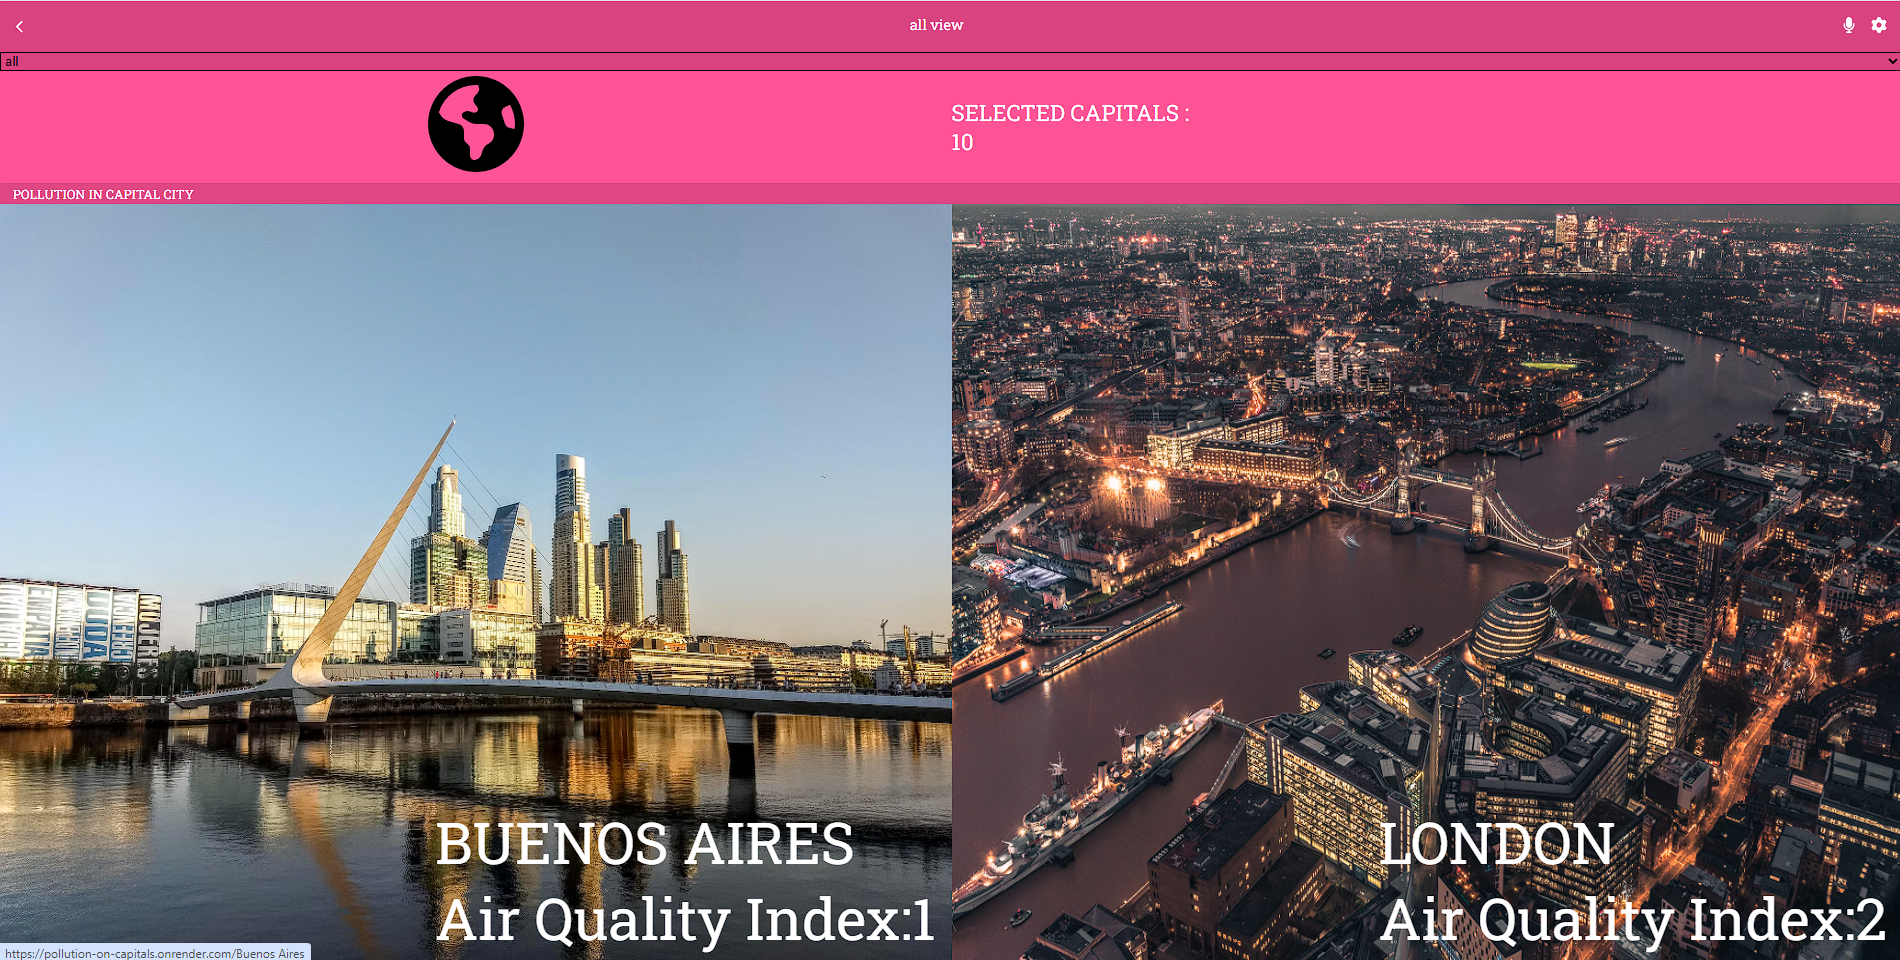 all view
all
SELECTED CAPITALS :
10
POLLUTION IN CAPITAL CITY
BUENOS AIRES
Air Quality Index:1
LONDON
Air Quality Index:2
https://pollution-on-capitals.onrender.com/Buenos Aires